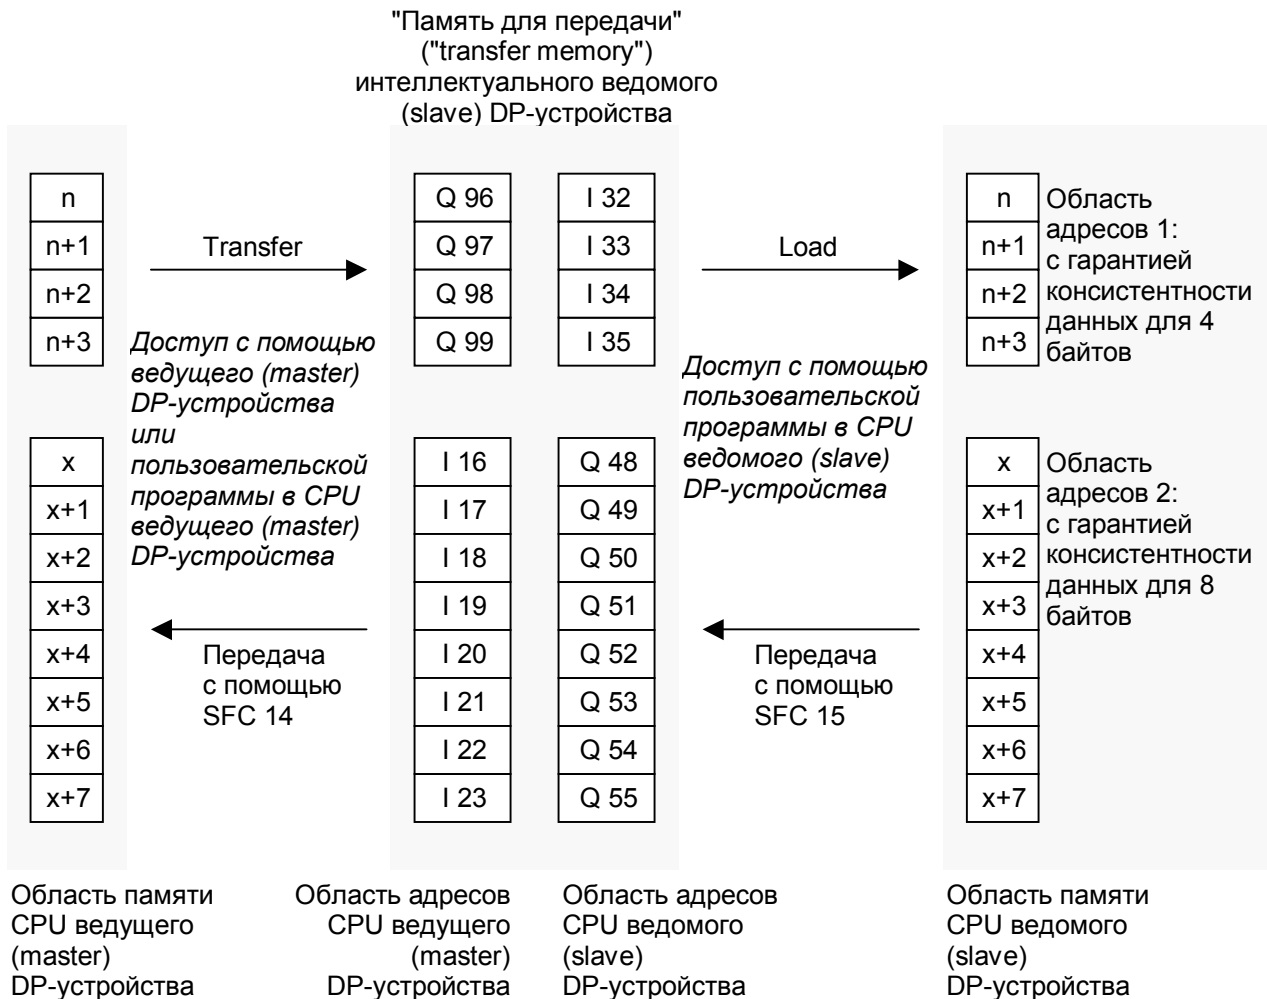 "Память для передачи"
("transfer memory")
интеллектуального ведомого
(slave) DP-устройства
n
n+1
n+2
n+3
Transfer
Доступ с помощью
ведущего (master)
DP-устройства
или
пользовательской
программы в CPU
ведущего (master)
DP-устройства
Q 96
Q 97
Q 98
Q 99
I 32
I 33
I 34
I 35
Load
Доступ с помощью
пользовательской
программы в CPU
ведомого (slave)
DP-устройства
n
n+1
n+2
n+3
Область
адресов 1:
с гарантией
консистентности
данных для 4
байтов
x
x+1
x+2
x+3
x+4
x+5
x+6
x+7
Передача
с помощью
SFC 14
I 16
I 17
I 18
I 19
I 20
I 21
I 22
I 23
Q 48
Q 49
Q 50
Q 51
Q 52
Q 53
Q 54
Q 55
Передача
с помощью
SFC 15
x
x+1
x+2
x+3
x+4
x+5
x+6
x+7
Область
адресов 2:
с гарантией
консистентности
данных для 8
байтов
Область памяти
CPU ведущего
(master)
DP-устройства
Область адресов
CPU ведущего
(master)
DP-устройства
Область адресов
CPU ведомого
(slave)
DP-устройства
Область памяти
CPU ведомого
(slave)
DP-устройства